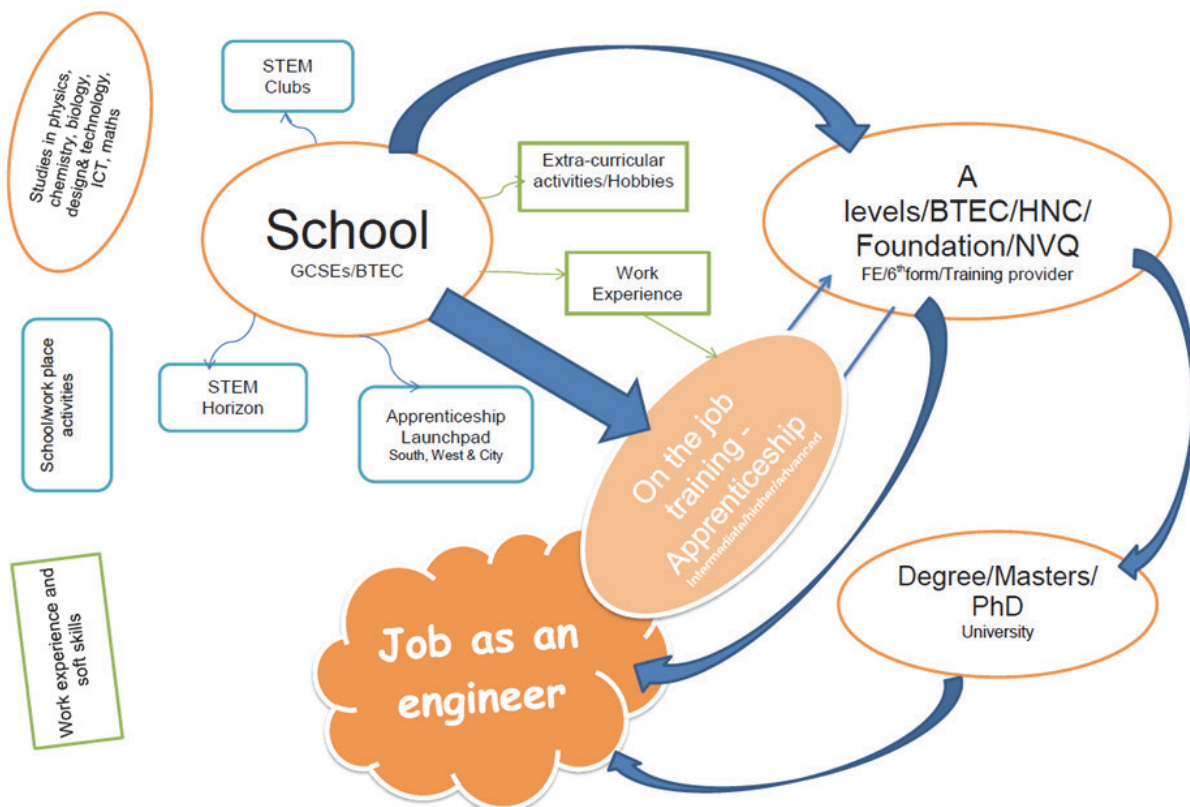 Studies in physics,
chemistry, biology,
design& technology,
ICT, maths
STEM
Clubs
School
GCSEs/BTEC
Extra-curricular
activities/Hobbies
Work
Experience
A
levels/BTEC/HNC/
Foundation/NVQ
FE/6thform/Training provider
School/work place
activities
STEM
Horizon
Apprenticeship
Launchpad
South, West & City
On the job
training -
Apprenticeship
Intermediate/higher/advanced
Work experience and
soft skills
Job as an
engineer
Degree/Masters/
PhD
University